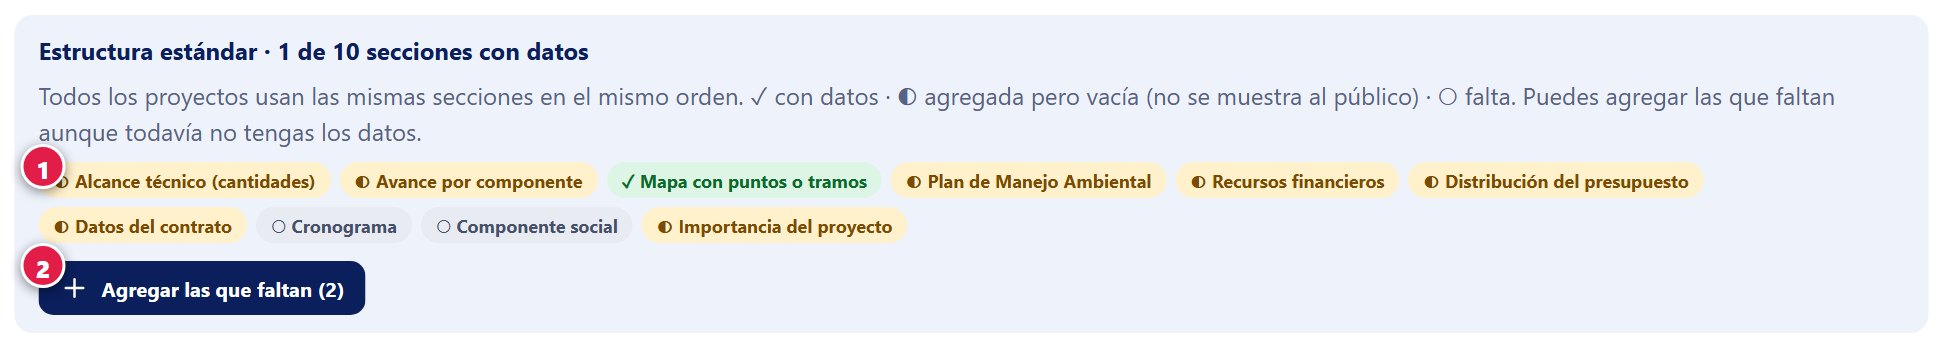 Estructura estándar · 1 de 10 secciones con datos
Todos los proyectos usan las mismas secciones en el mismo orden. ✓ con datos · ◐ agregada pero vacía (no se muestra al público) · ○ falta. Puedes agregar las que faltan
aunque todavía no tengas los datos.
1 ◐ Alcance técnico (cantidades) ◐ Avance por componente ✓ Mapa con puntos o tramos ◐ Plan de Manejo Ambiental ◐ Recursos financieros ◐ Distribución del presupuesto
◐ Datos del contrato ○ Cronograma ○ Componente social ◐ Importancia del proyecto
2 + Agregar las que faltan (2)